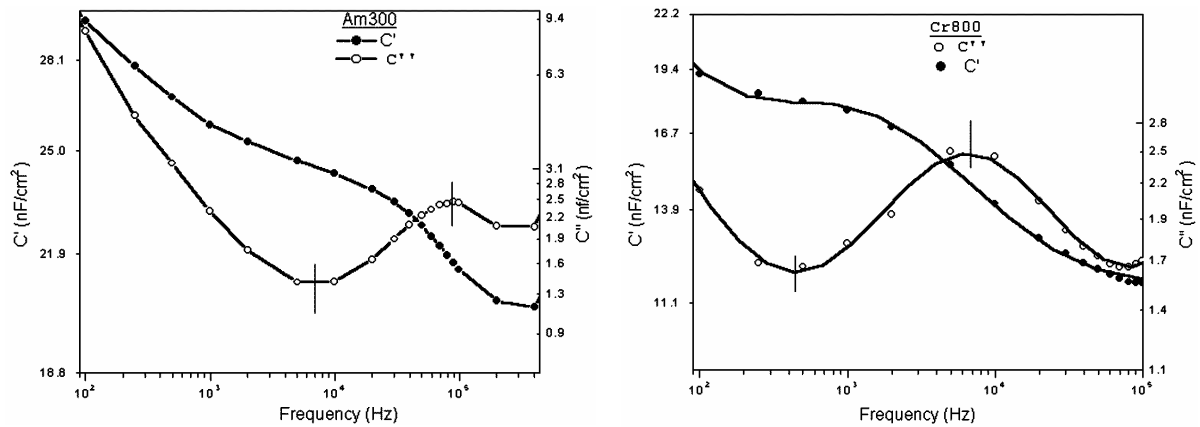 Am300
C'
C''
9.4
6.3
3.1
2.8
2.5
2.2
1.9
1.6
1.3
0.9
28.1
25.0
21.9
18.8
C' (nF/cm²)
C'' (nf/cm²)
10² 10³ 10⁴ 10⁵
Frequency (Hz)
Cr800
C''
C'
22.2
19.4
16.7
13.9
11.1
2.8
2.5
2.2
1.9
1.7
1.4
1.1
C' (nF/cm²)
C'' (nF/cm²)
10² 10³ 10⁴ 10⁵
Frequency (Hz)